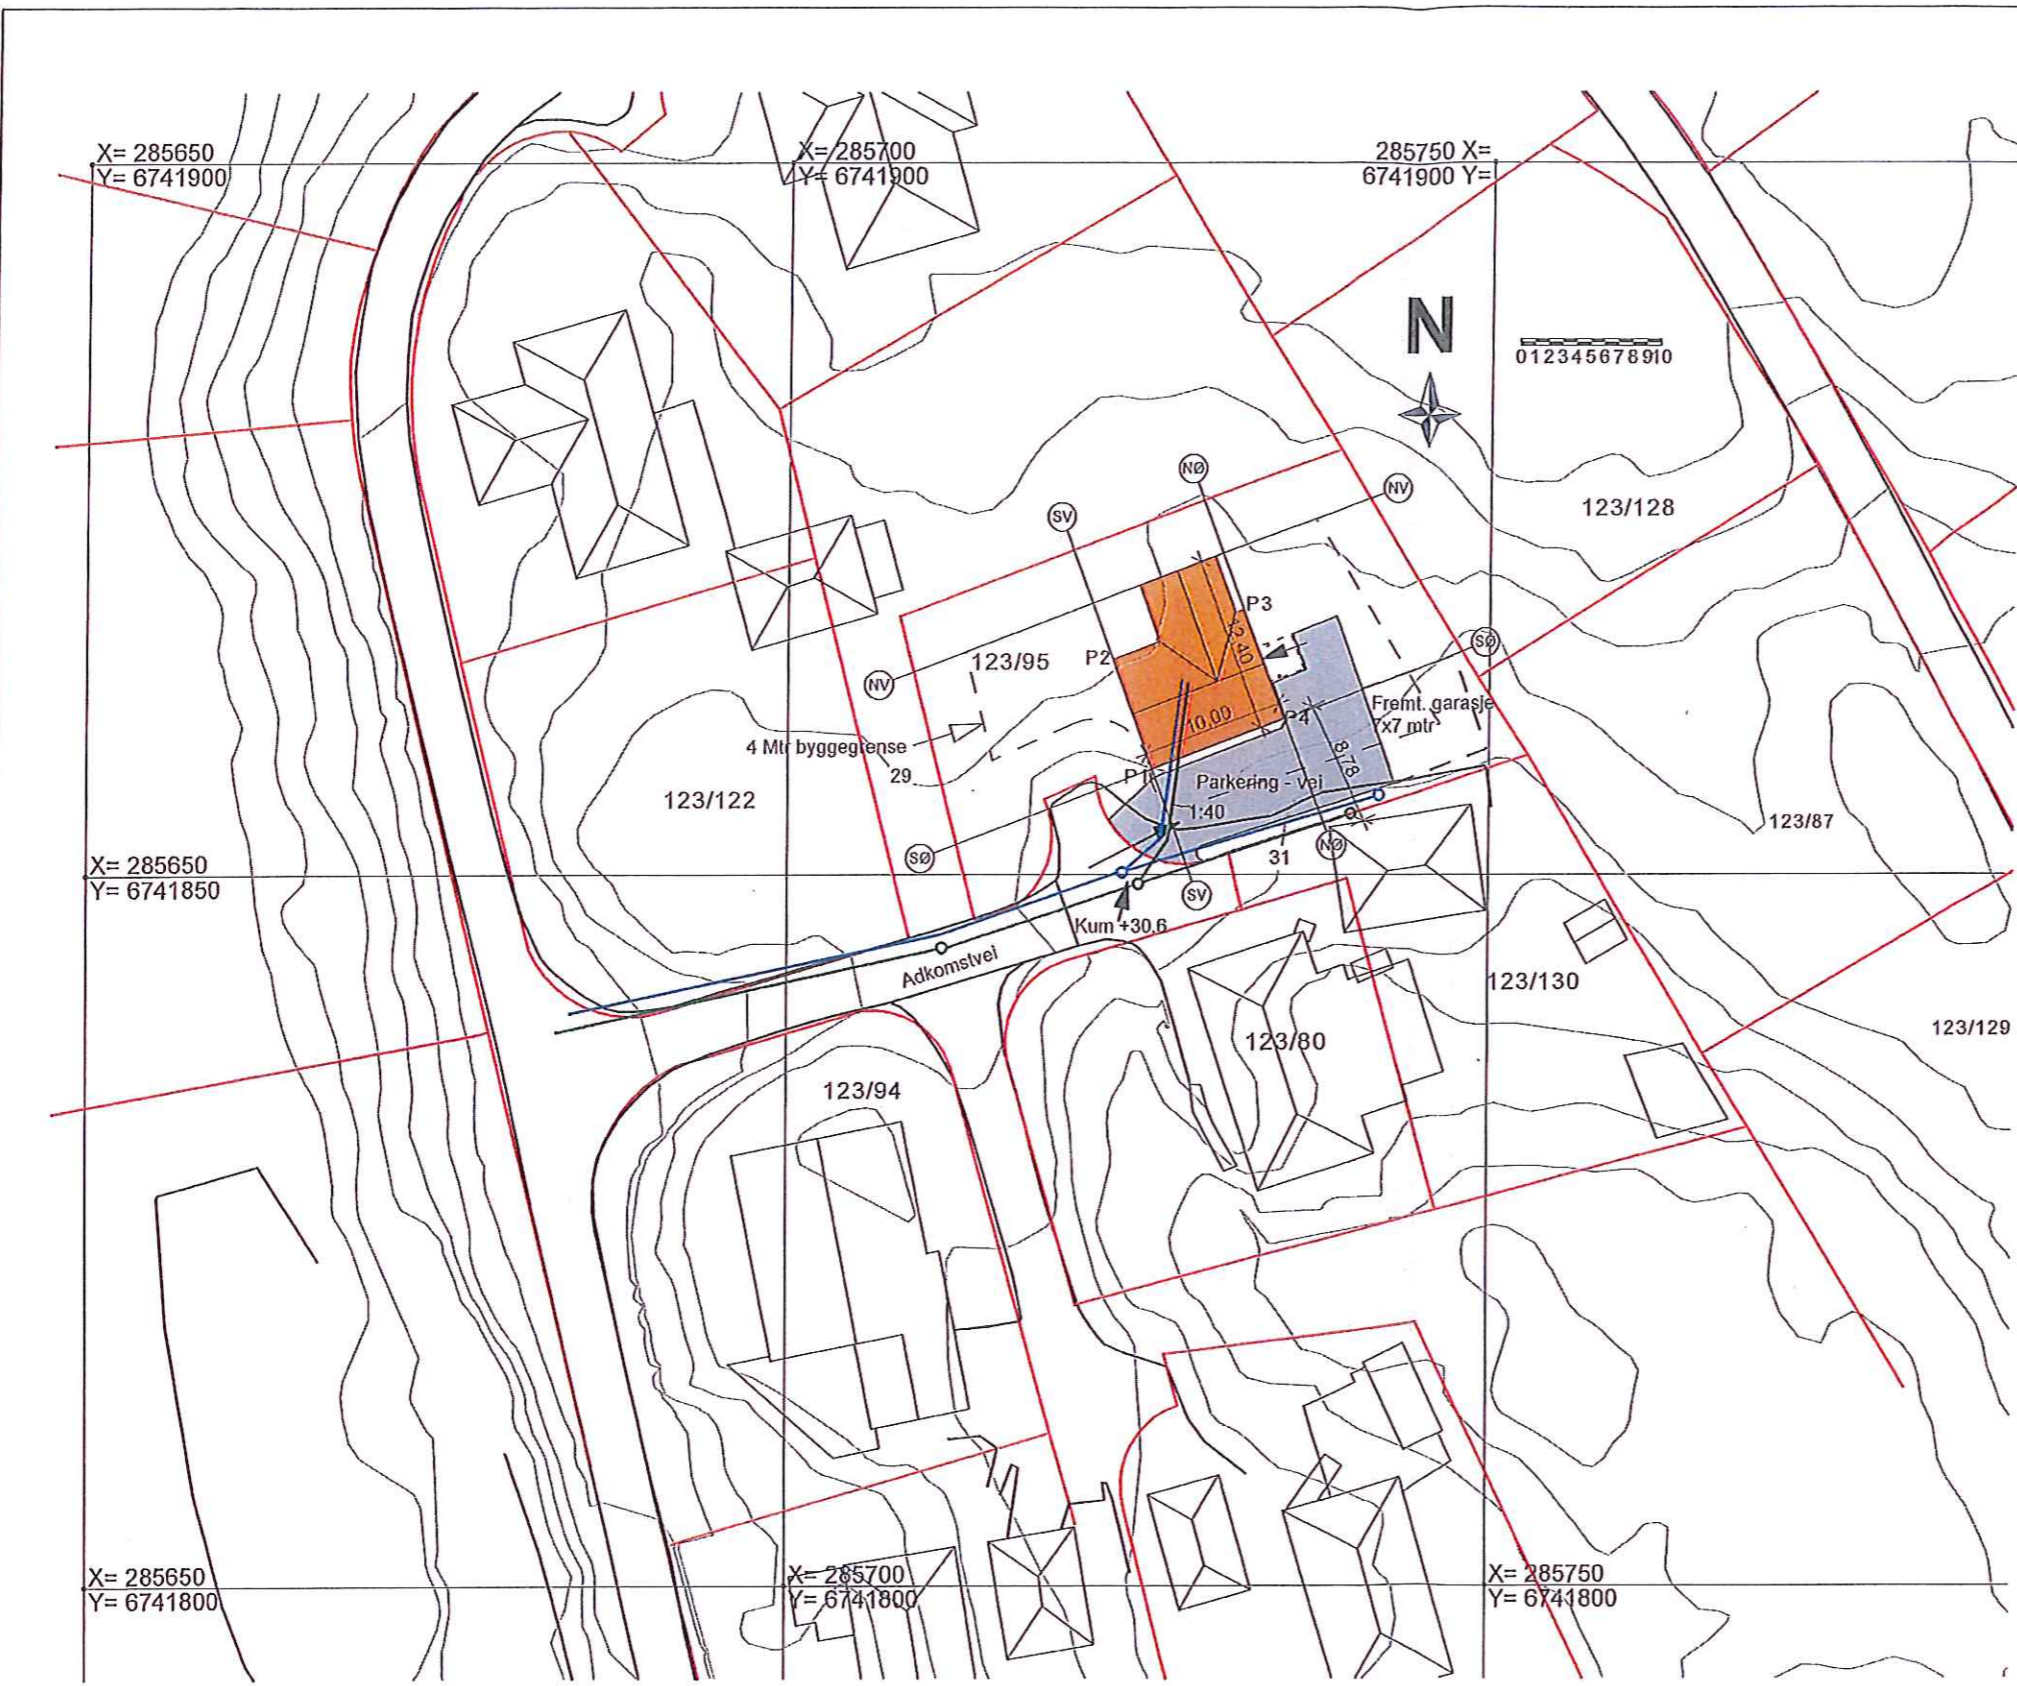 X= 285650
Y= 6741900
X= 285700
Y= 6741900
285750 X=
6741900 Y=
N
0 1 2 3 4 5 6 7 8 9 10
NØ
NV
SV
123/128
P3
12,40
SØ
123/95
P2
NV
Fremt. garasje
7x7 mtr
10,00
P4
4 Mtr byggegrense
29
8,78
P1
Parkering - vei
123/122
1:40
123/87
SØ
31
NØ
X= 285650
Y= 6741850
SV
Kum +30,6
Adkomstvei
123/130
123/129
123/80
123/94
X= 285650
Y= 6741800
X= 285700
Y= 6741800
X= 285750
Y= 6741800